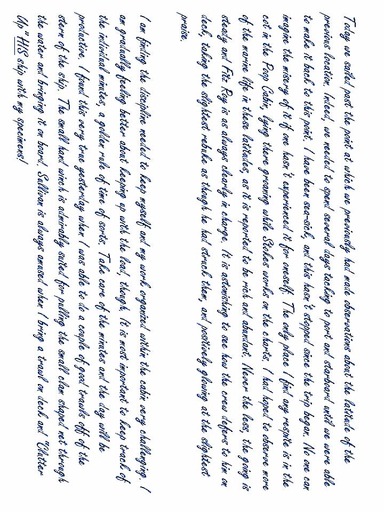 Today we sailed past the point at which we previously had made observations about the latitude of the
previous location. Indeed, we needed to spend several days tacking to port and starboard until we were able
to make it back to this point. I have been sea-sick, and this hasn't stopped since the trip began. No one can
imagine the misery of it if one hasn't experienced it for oneself. The only place I find any respite is in the
cot in the Poop Cabin, lying there groaning while Stokes works on the charts. I had hoped to observe more
of the marine life in these latitudes, as it is reported to be rich and abundant. Never the less, the going is
steady and Fitz Roy is as always clearly in charge. It is astonishing to see how the crew defers to him on
deck, taking the slightest rebuke as though he had struck them, and positively glowing at the slightest
praise.
I am finding the discipline needed to keep myself and my work organized within the cabin very challenging. I
am gradually feeling better about keeping up with the load, though. It is most important to keep track of
the individual minutes, a golden rule of time of sorts. Take care of the minutes and the day will be
productive. I found this very true yesterday when I was able to do a couple of good trawls off of the
stern of the ship. The small hand winch is admirably suited for pulling the small clam shaped net through
the water and bringing it on board. Sullivan is always amused when I bring a trawl on deck and "Clutter
Up" HIS ship with my specimens!